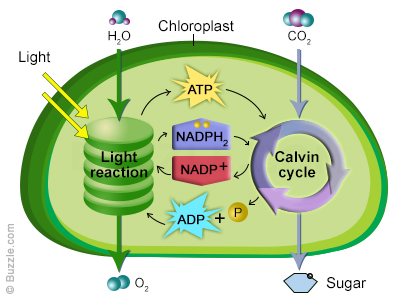 Chloroplast
H₂O
CO₂
Light
ATP
NADPH₂
Light
reaction
Calvin
cycle
NADP+
ADP + P
O₂
Sugar
© Buzzle.com